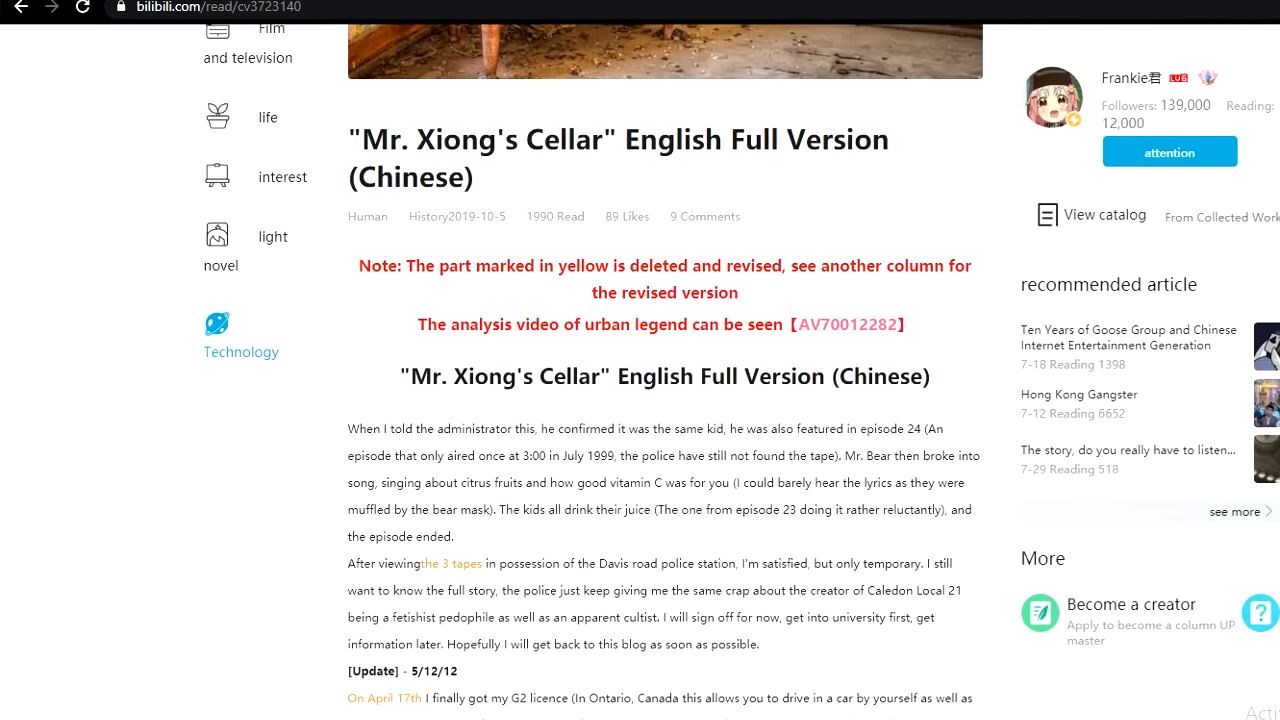 bilibili.com/read/cv3723140
Film
and television
life
interest
light
novel
Technology
"Mr. Xiong's Cellar" English Full Version
(Chinese)
Human History2019-10-5 1990 Read 89 Likes 9 Comments
Note: The part marked in yellow is deleted and revised, see another column for
the revised version
The analysis video of urban legend can be seen【AV70012282】
"Mr. Xiong's Cellar" English Full Version (Chinese)
When I told the administrator this, he confirmed it was the same kid, he was also featured in episode 24 (An
episode that only aired once at 3:00 in July 1999, the police have still not found the tape). Mr. Bear then broke into
song, singing about citrus fruits and how good vitamin C was for you (I could barely hear the lyrics as they were
muffled by the bear mask). The kids all drink their juice (The one from episode 23 doing it rather reluctantly), and
the episode ended.
After viewingthe 3 tapes in possession of the Davis road police station, I'm satisfied, but only temporary. I still
want to know the full story, the police just keep giving me the same crap about the creator of Caledon Local 21
being a fetishist pedophile as well as an apparent cultist. I will sign off for now, get into university first, get
information later. Hopefully I will get back to this blog as soon as possible.
[Update] - 5/12/12
On April 17th I finally got my G2 licence (In Ontario, Canada this allows you to drive in a car by yourself as well as
Frankie君 LV6
Followers: 139,000 Reading:
12,000
attention
View catalog From Collected Work
recommended article
Ten Years of Goose Group and Chinese
Internet Entertainment Generation
7-18 Reading 1398
Hong Kong Gangster
7-12 Reading 6652
The story, do you really have to listen...
7-29 Reading 518
see more
More
Become a creator
Apply to become a column UP
master
Acti